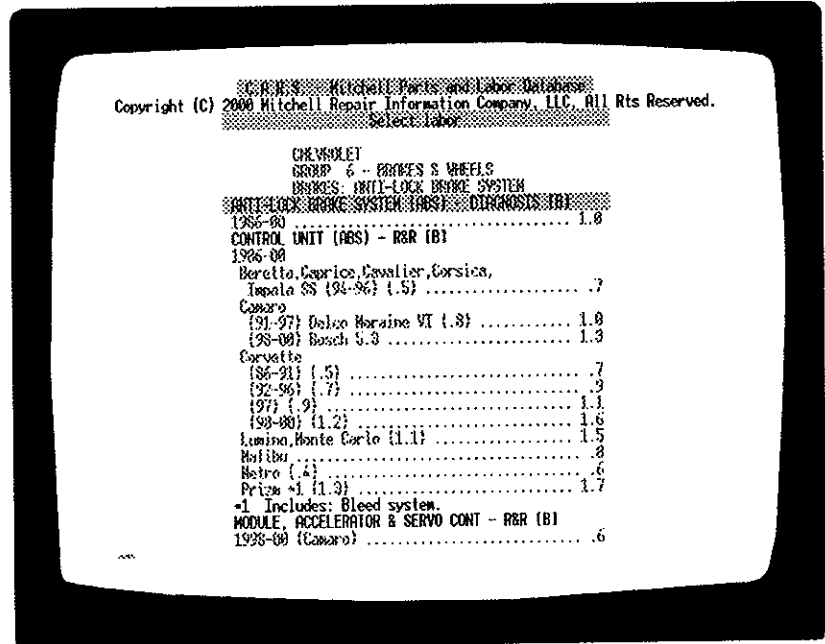 C.A.R.S. - Mitchell Parts and Labor Database
Copyright (C) 2000 Mitchell Repair Information Company, LLC, All Rts Reserved.
Select labor
CHEVROLET
GROUP 6 - BRAKES & WHEELS
BRAKES: ANTI-LOCK BRAKE SYSTEM
ANTI-LOCK BRAKE SYSTEM (ABS) - DIAGNOSIS (B)
1986-00 .................................. 1.0
CONTROL UNIT (ABS) - R&R (B)
1986-00
Beretta,Caprice,Cavalier,Corsica,
Impala SS (94-96) (.5) .................. .7
Camaro
(91-97) Delco Moraine VI (.8) ............ 1.0
(98-00) Bosch 5.3 ....................... 1.3
Corvette
(86-91) (.5) ............................ .7
(92-96) (.7) ............................ .9
(97) (.9) ............................... 1.1
(98-00) (1.2) ........................... 1.6
Lumina,Monte Carlo (1.1) .................. 1.5
Malibu .................................. .8
Metro (.4) .............................. .6
Prizm *1 (1.3) ........................... 1.7
*1 Includes: Bleed system.
MODULE, ACCELERATOR & SERVO CONT - R&R (B)
1998-00 (Camaro) .......................... .6